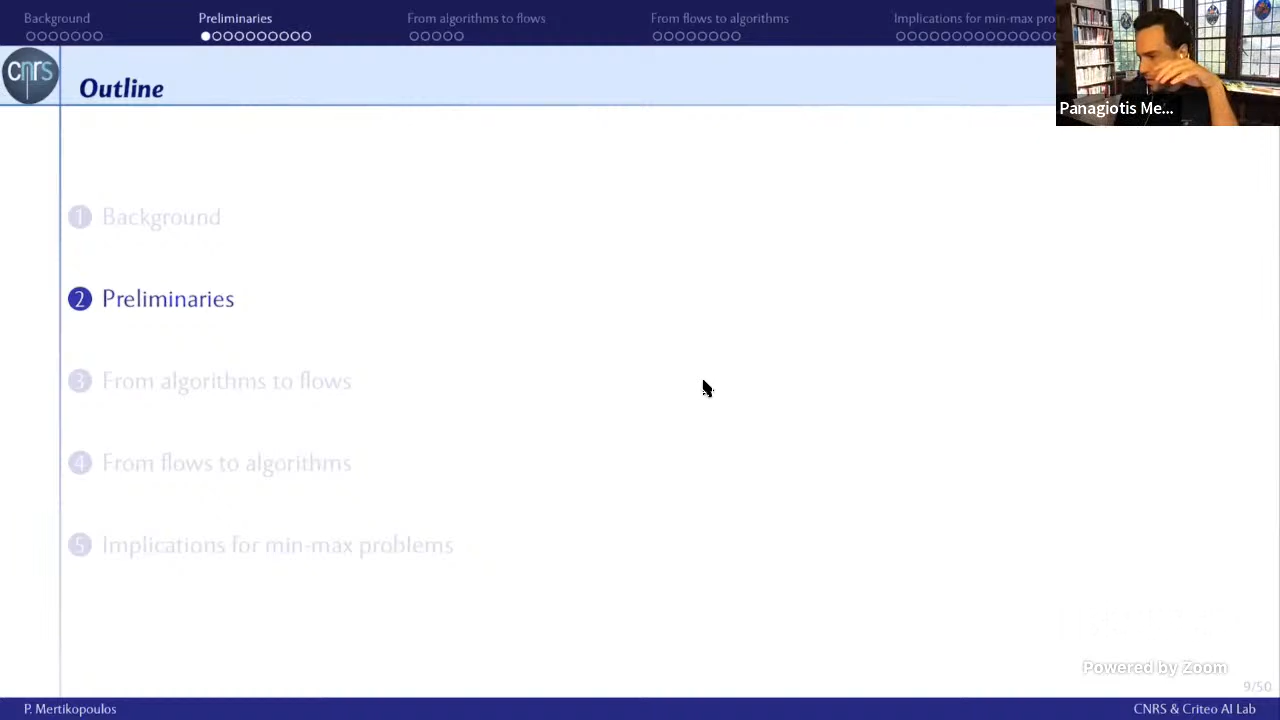 Background
Preliminaries
From algorithms to flows
From flows to algorithms
Implications for min-max pro
cnrs
Outline
Panagiotis Me...
1 Background
2 Preliminaries
3 From algorithms to flows
4 From flows to algorithms
5 Implications for min-max problems
Powered by Zoom
9/50
P. Mertikopoulos
CNRS & Criteo AI Lab